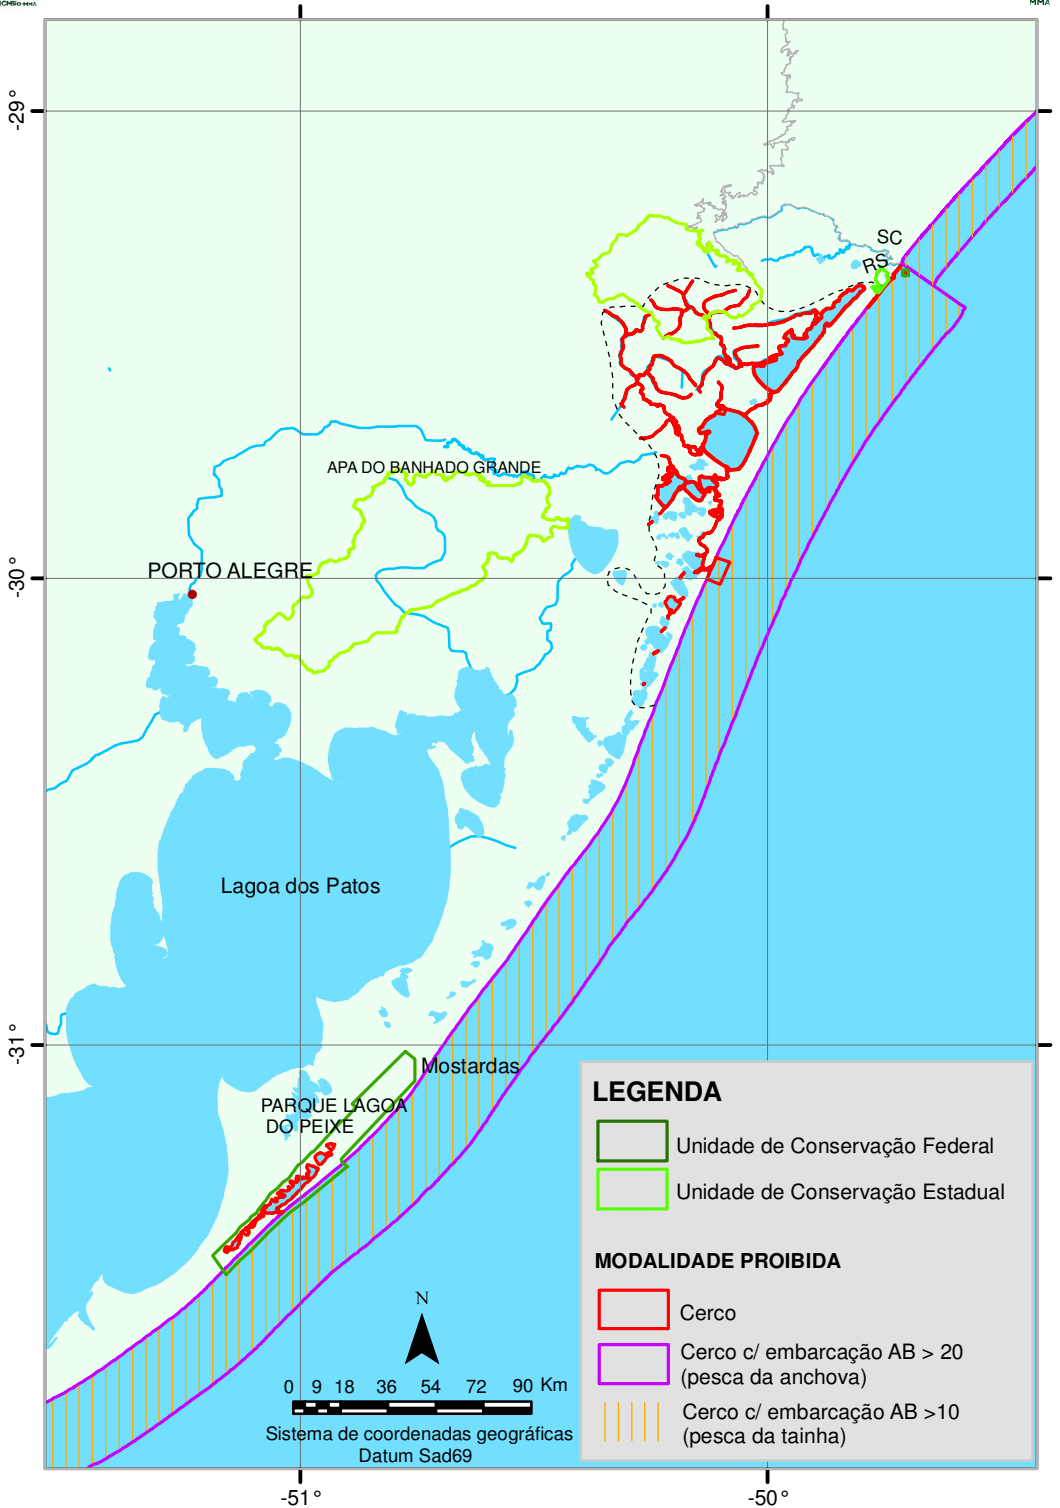 ICMBio MMA
MMA
-29°
SC
RS
APA DO BANHADO GRANDE
PORTO ALEGRE
-30°
Lagoa dos Patos
-31°
Mostardas
PARQUE LAGOA
DO PEIXE
LEGENDA
Unidade de Conservação Federal
Unidade de Conservação Estadual
MODALIDADE PROIBIDA
Cerco
Cerco c/ embarcação AB > 20
(pesca da anchova)
Cerco c/ embarcação AB >10
(pesca da tainha)
N
0 9 18 36 54 72 90 Km
Sistema de coordenadas geográficas
Datum Sad69
-51°
-50°